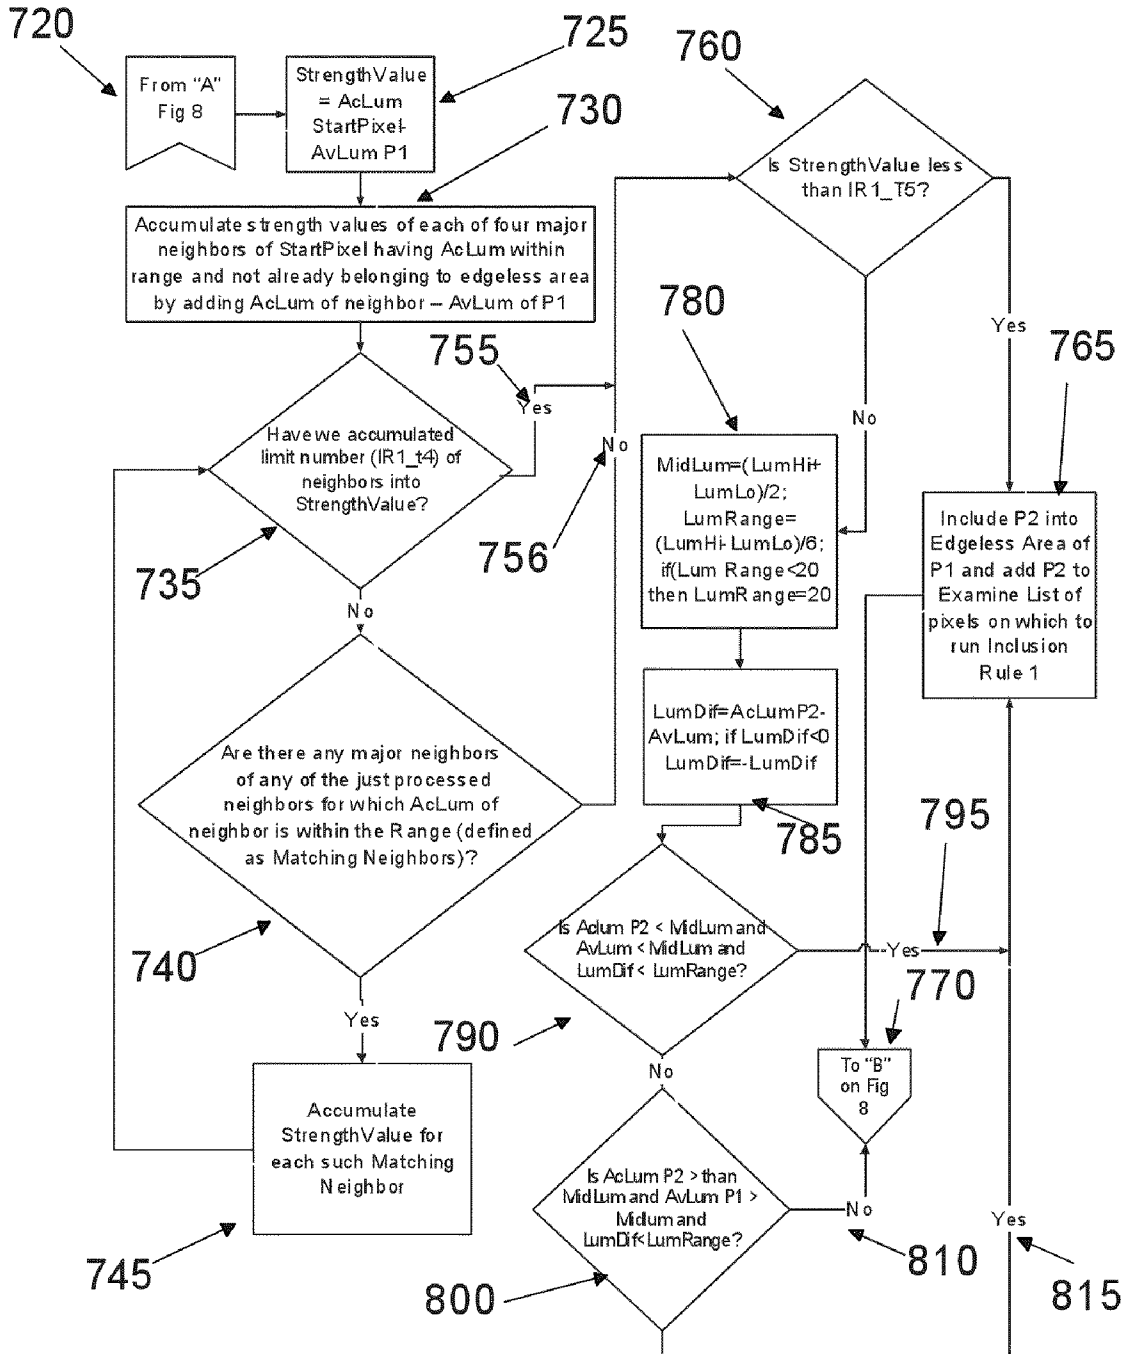 720
From "A"
Fig 8
725
StrengthValue
= AcLum
StartPixel-
AvLum P1
730
Accumulate strength values of each of four major
neighbors of StartPixel having AcLum within
range and not already belonging to edgeless area
by adding AcLum of neighbor – AvLum of P1
755
Yes
Have we accumulated
limit number (IR1_t4) of
neighbors into
StrengthValue?
735
No
756
No
Are there any major neighbors
of any of the just processed
neighbors for which AcLum of
neighbor is within the Range (defined
as Matching Neighbors)?
740
Yes
Accumulate
StrengthValue for
each such Matching
Neighbor
745
760
Is StrengthValue less
than IR1_T5?
Yes
No
765
Include P2 into
Edgeless Area of
P1 and add P2 to
Examine List of
pixels on which to
run Inclusion
Rule 1
780
MidLum=(LumHi+
LumLo)/2;
LumRange=
(LumHi-LumLo)/6;
if(Lum Range<20
then LumRange=20
LumDif=AcLumP2-
AvLum; if LumDif<0
LumDif=-LumDif
785
795
Is Aclum P2 < MidLum and
AvLum < MidLum and
LumDif < LumRange?
Yes
790
No
770
To "B"
on Fig
8
Is AcLum P2 > than
MidLum and AvLum P1 >
Midlum and
LumDif<LumRange?
No
810
800
Yes
815